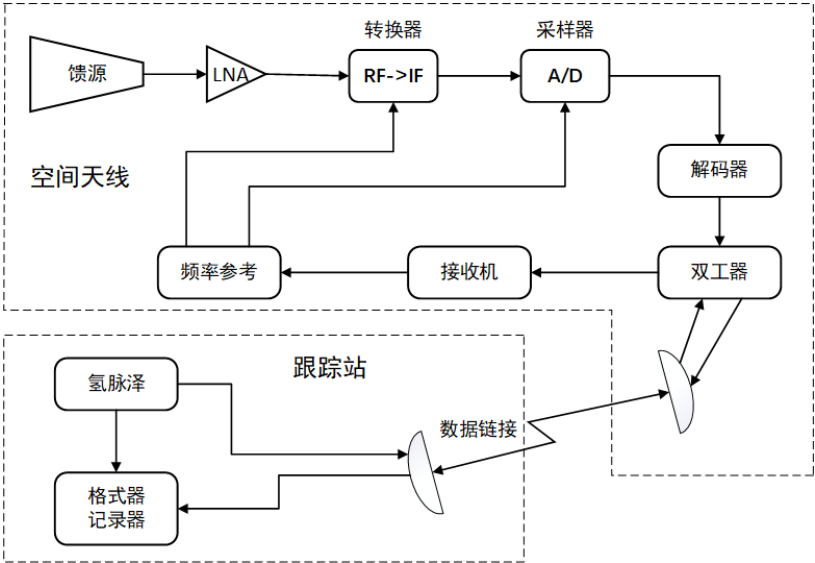 转换器
采样器
馈源
LNA
RF->IF
A/D
空间天线
解码器
频率参考
接收机
双工器
跟踪站
氢脉泽
数据链接
格式器
记录器